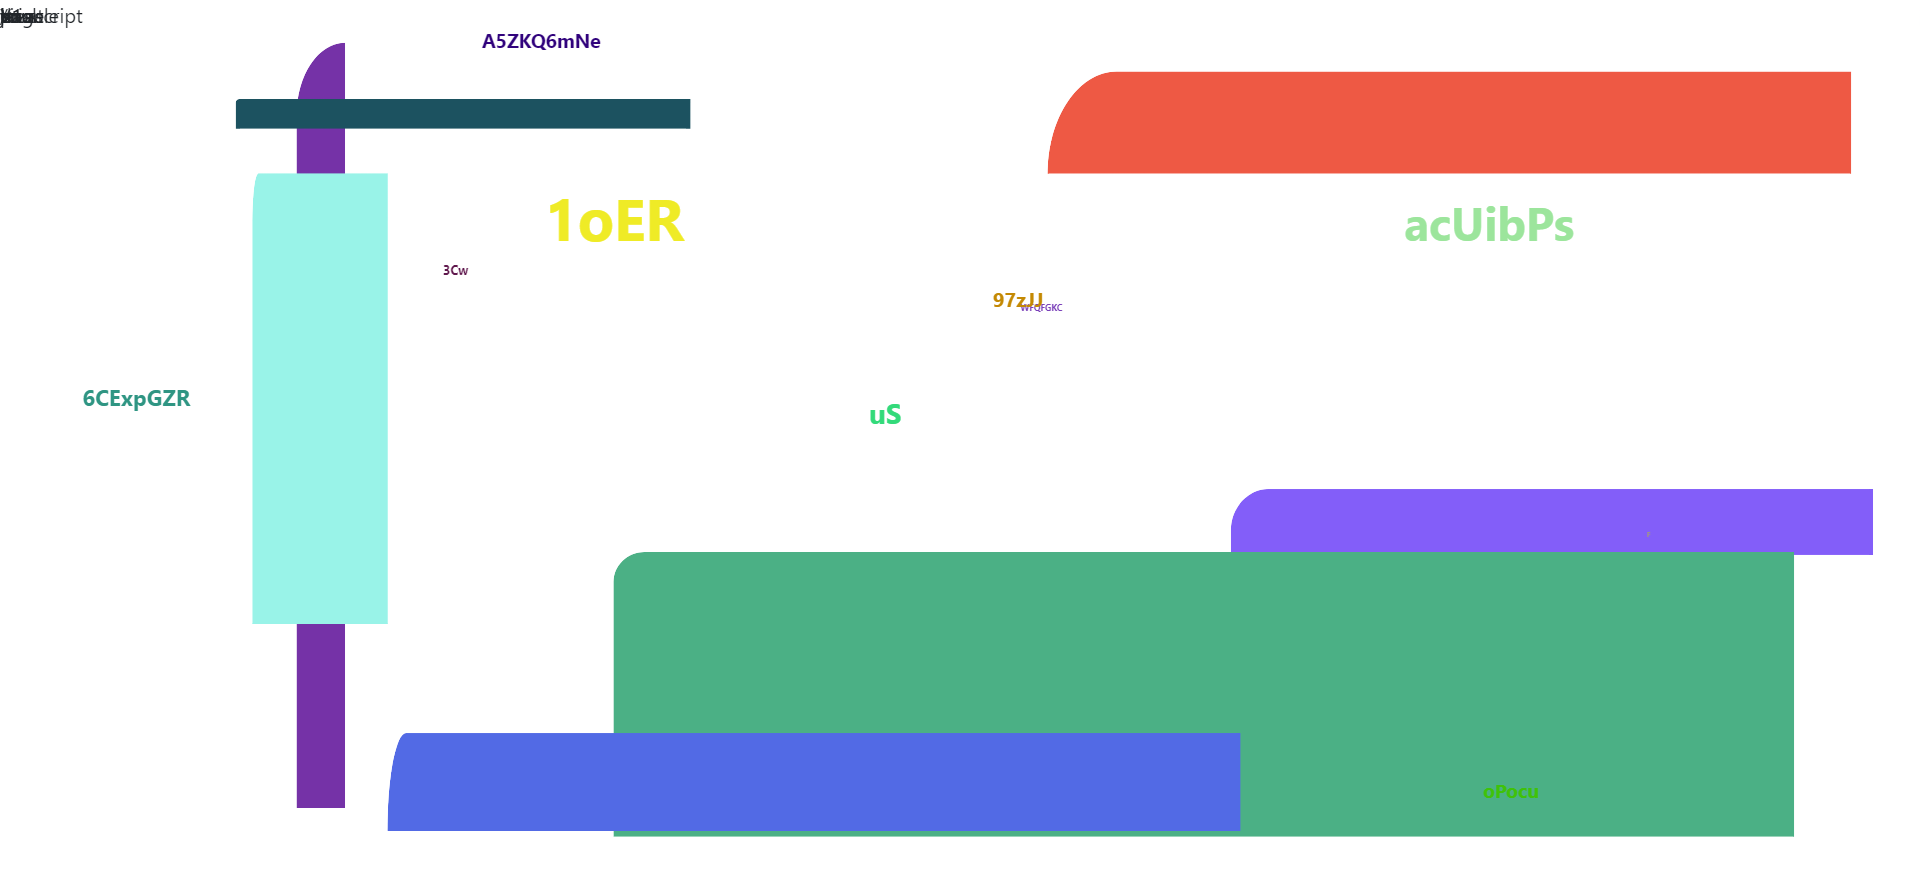 A5ZKQ6mNe
1oER
acUibPs
3Cw
97zJJ
WFQFGKC
6CExpGZR
uS
oPocu